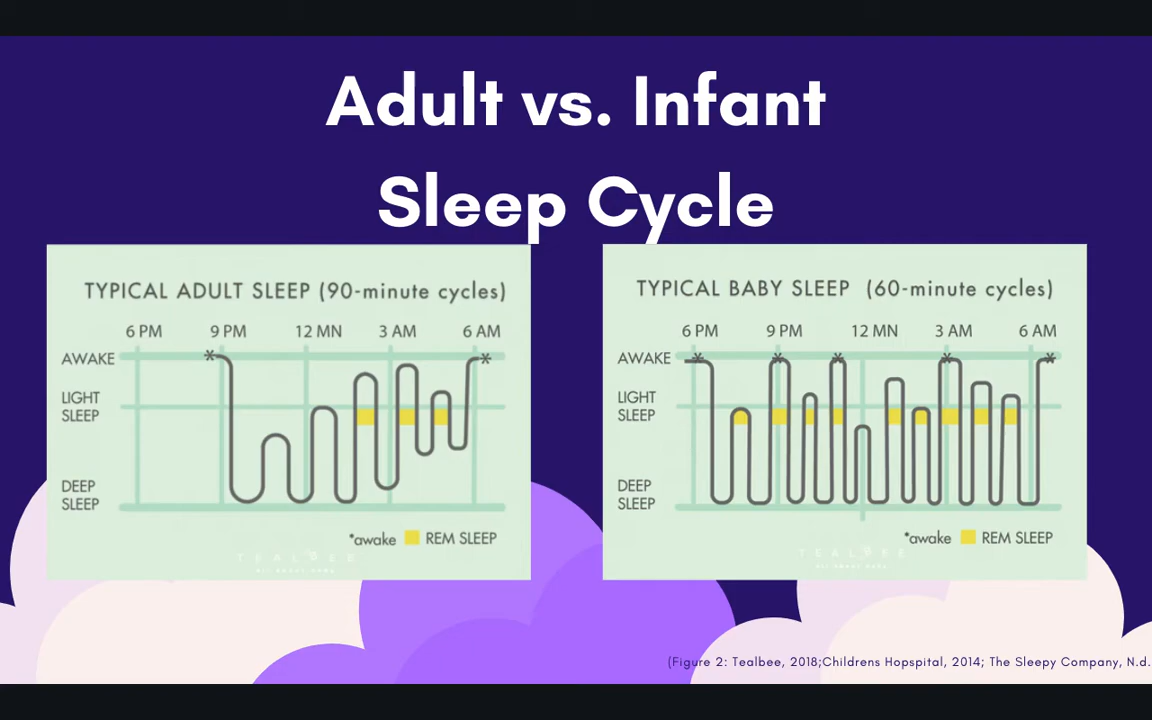 Adult vs. Infant
Sleep Cycle
TYPICAL ADULT SLEEP (90-minute cycles)
6 PM 9 PM 12 MN 3 AM 6 AM
AWAKE
LIGHT
SLEEP
DEEP
SLEEP
*awake REM SLEEP
TEALBEE
TYPICAL BABY SLEEP (60-minute cycles)
6 PM 9 PM 12 MN 3 AM 6 AM
AWAKE
LIGHT
SLEEP
DEEP
SLEEP
*awake REM SLEEP
TEALBEE
(Figure 2: Tealbee, 2018;Childrens Hopspital, 2014; The Sleepy Company, N.d.